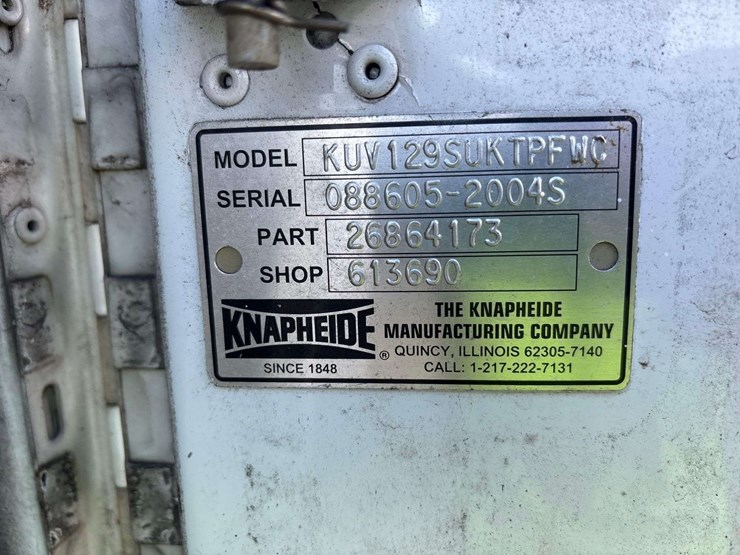 MODEL KUV129SUKTPFWC
SERIAL 088605-2004S
PART 26864173
SHOP 613690
KNAPHEIDE®
SINCE 1848
THE KNAPHEIDE
MANUFACTURING COMPANY
QUINCY, ILLINOIS 62305-7140
CALL: 1-217-222-7131